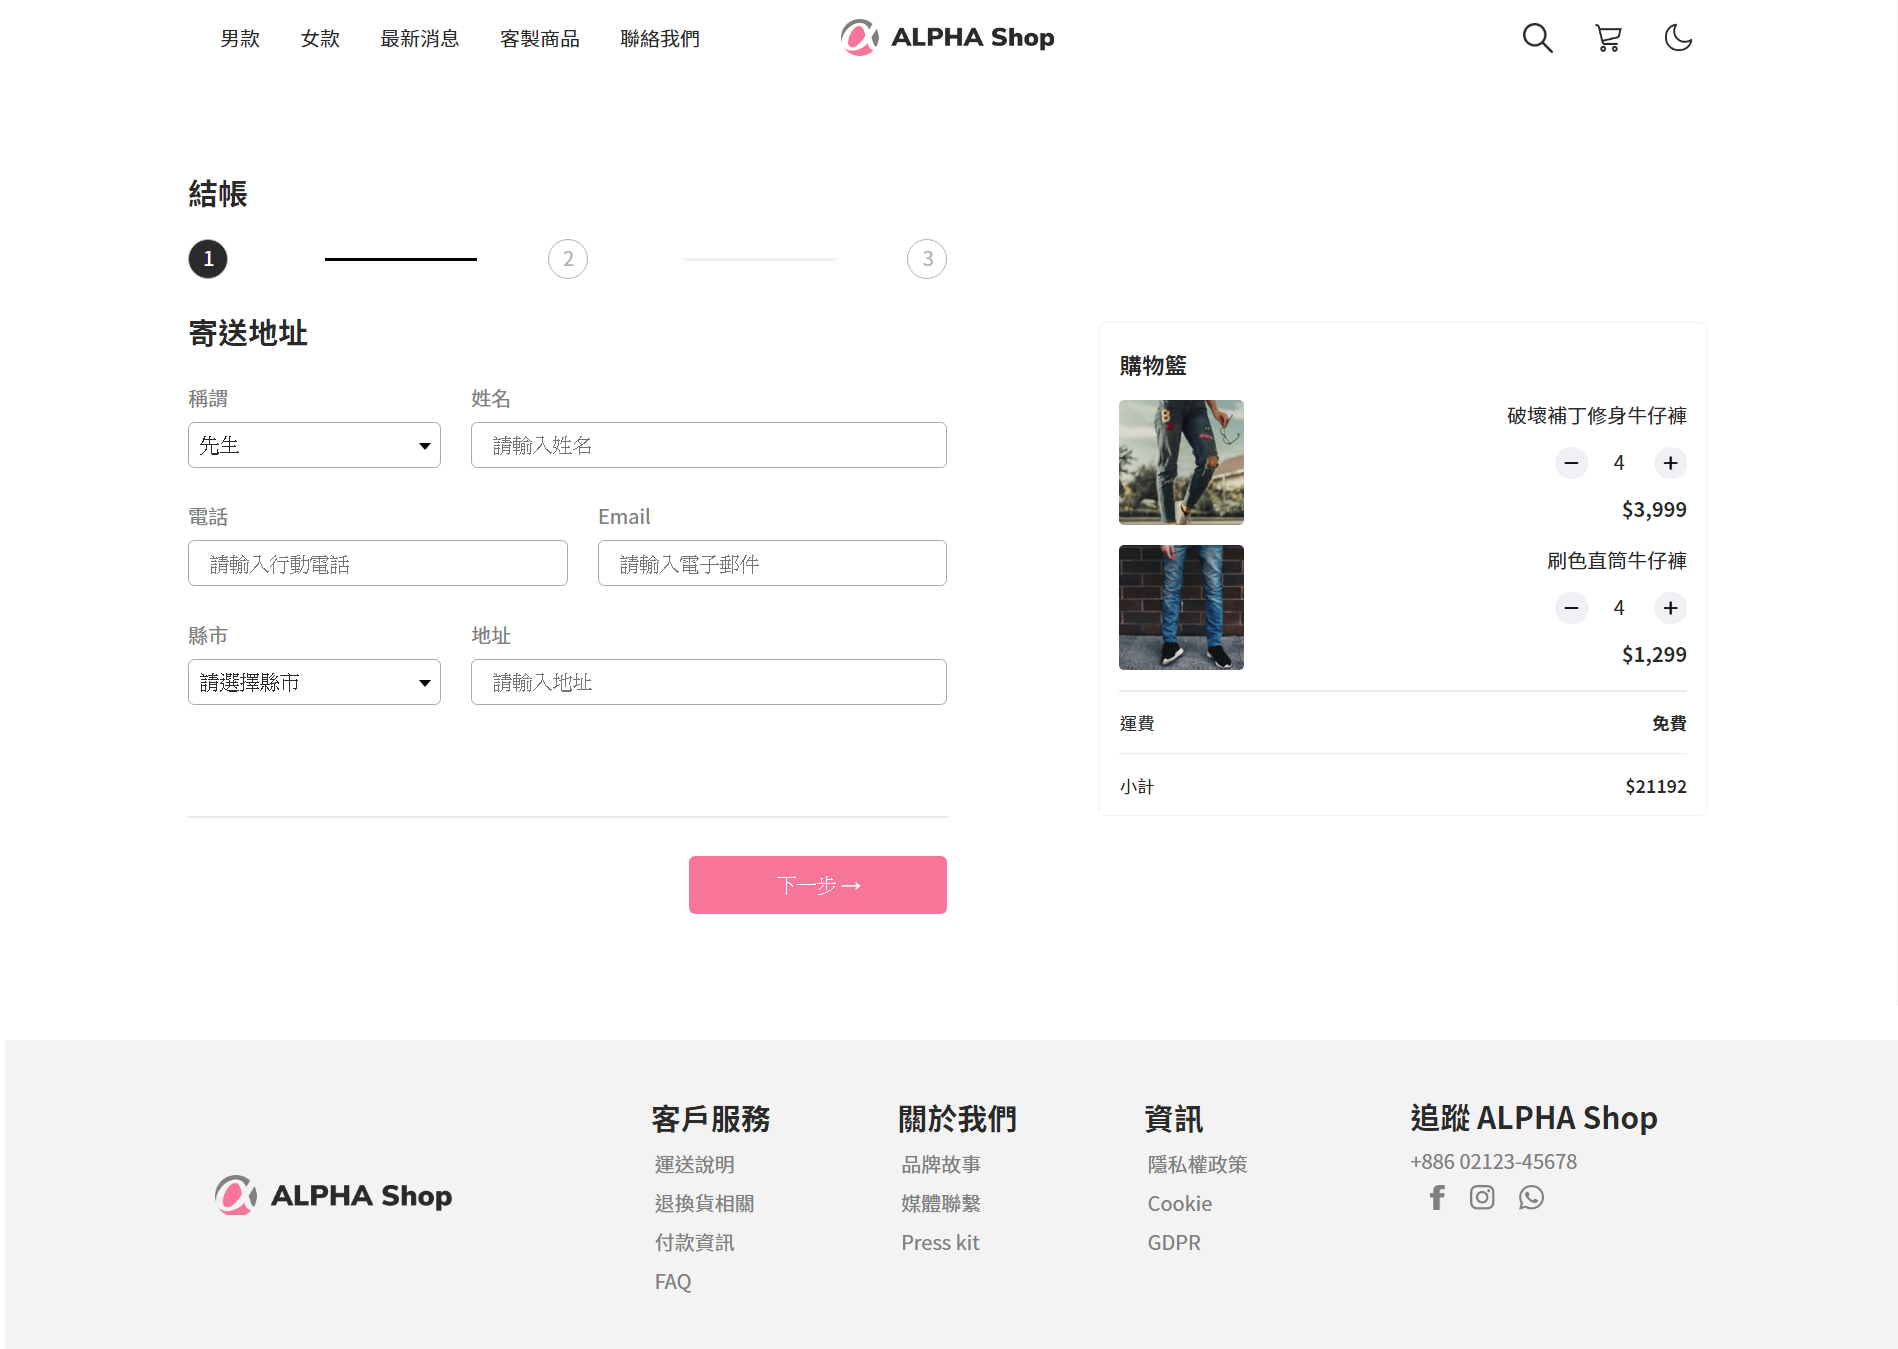 男款 女款 最新消息 客製商品 聯絡我們 ALPHA Shop
結帳
1 2 3
寄送地址
稱謂 姓名
先生 請輸入姓名
電話 Email
請輸入行動電話 請輸入電子郵件
縣市 地址
請選擇縣市 請輸入地址
下一步 →
購物籃
破壞補丁修身牛仔褲
4
$3,999
刷色直筒牛仔褲
4
$1,299
運費 免費
小計 $21192
ALPHA Shop
客戶服務
運送說明
退換貨相關
付款資訊
FAQ
關於我們
品牌故事
媒體聯繫
Press kit
資訊
隱私權政策
Cookie
GDPR
追蹤 ALPHA Shop
+886 02123-45678